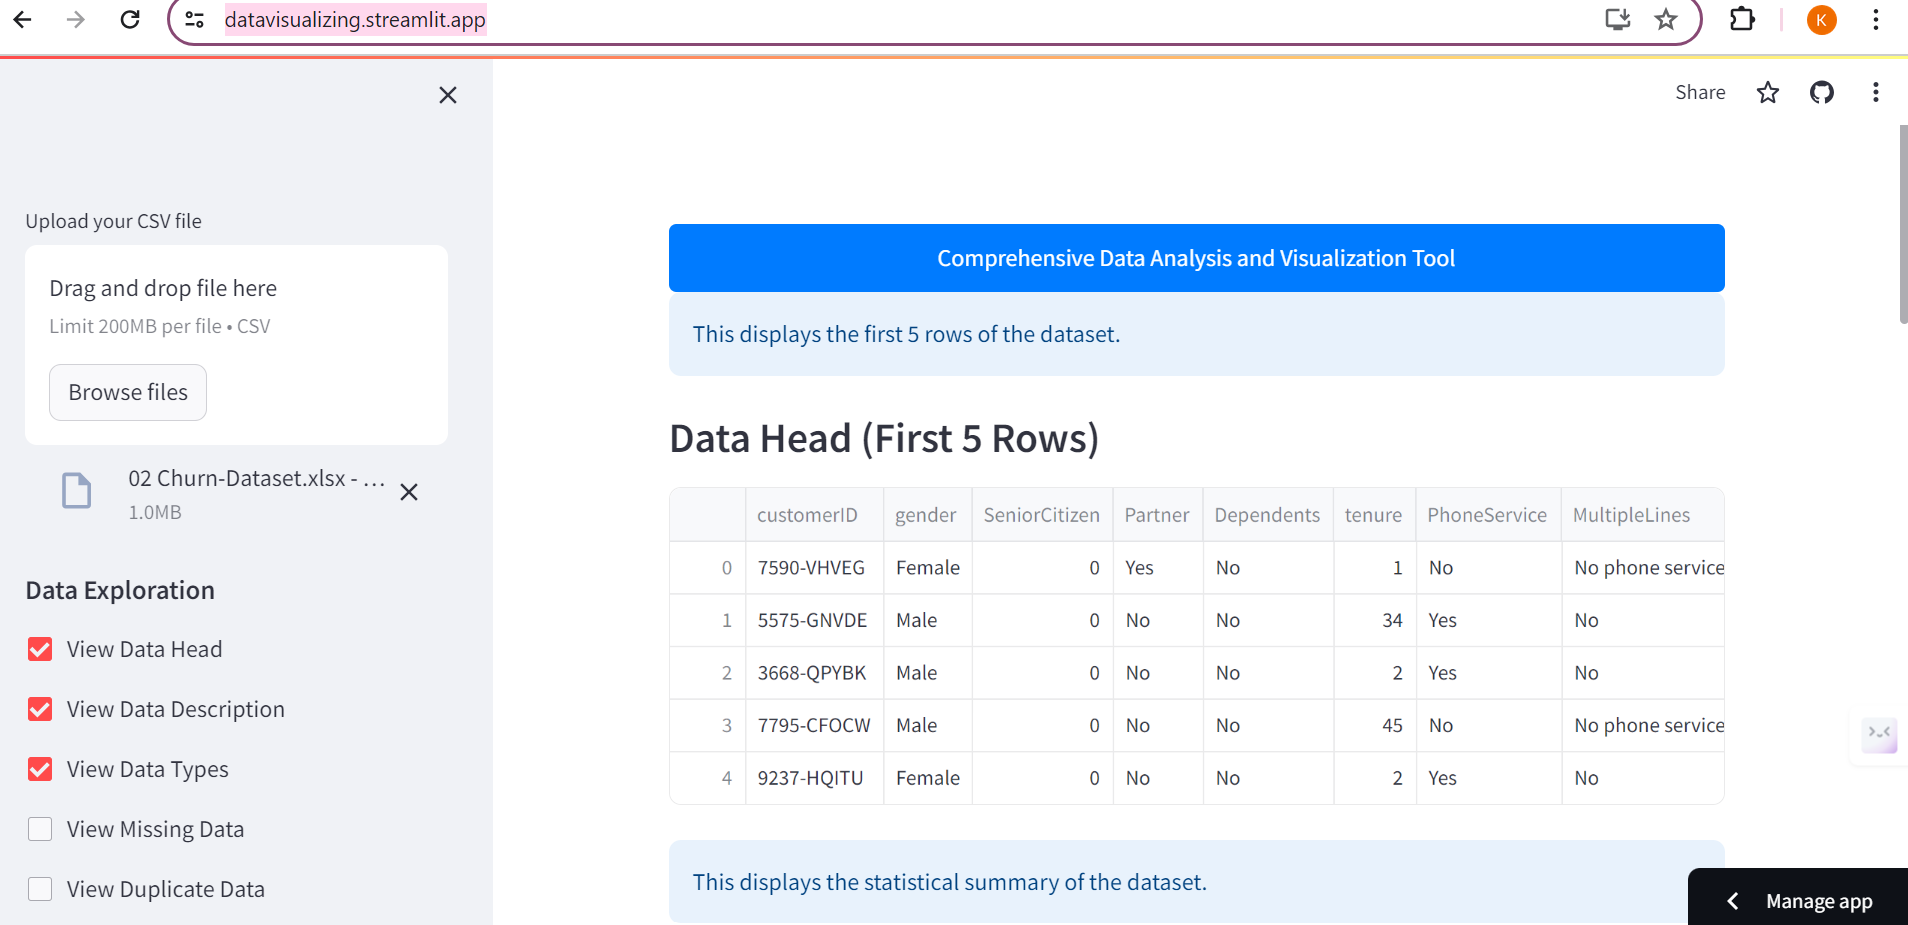 datavisualizing.streamlit.app
K
Share
Upload your CSV file
Drag and drop file here
Limit 200MB per file • CSV
Browse files
02 Churn-Dataset.xlsx - ...
1.0MB
Data Exploration
View Data Head
View Data Description
View Data Types
View Missing Data
View Duplicate Data
Comprehensive Data Analysis and Visualization Tool
This displays the first 5 rows of the dataset.
Data Head (First 5 Rows)
customerID gender SeniorCitizen Partner Dependents tenure PhoneService MultipleLines
0 7590-VHVEG Female 0 Yes No 1 No No phone service
1 5575-GNVDE Male 0 No No 34 Yes No
2 3668-QPYBK Male 0 No No 2 Yes No
3 7795-CFOCW Male 0 No No 45 No No phone service
4 9237-HQITU Female 0 No No 2 Yes No
This displays the statistical summary of the dataset.
Manage app